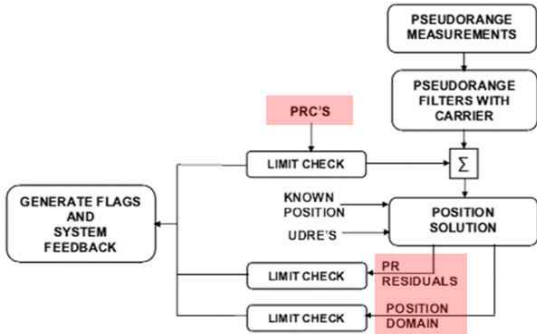 PSEUDORANGE
MEASUREMENTS
PSEUDORANGE
FILTERS WITH
CARRIER
PRC'S
LIMIT CHECK
Σ
GENERATE FLAGS
AND
SYSTEM
FEEDBACK
KNOWN
POSITION
UDRE'S
POSITION
SOLUTION
LIMIT CHECK
PR
RESIDUALS
LIMIT CHECK
POSITION
DOMAIN